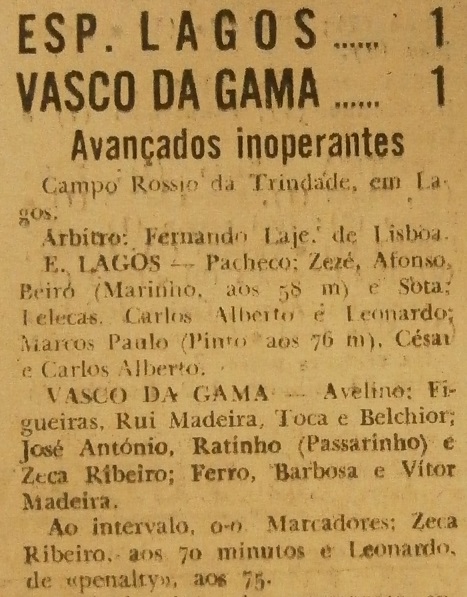 ESP. LAGOS ...... 1
VASCO DA GAMA ...... 1
Avançados inoperantes
Campo Rossio da Trindade, em La-
gos.
Arbitro: Fernando Laje, de Lisboa.
E. LAGOS — Pacheco; Zezé, Afonso,
Beiró (Marinho, aos 58 m) e Sota;
Lelecas, Carlos Alberto e Leonardo;
Marcos Paulo (Pinto aos 76 m), César
e Carlos Alberto.
VASCO DA GAMA — Avelino; Fi-
gueiras, Rui Madeira, Toca e Belchior;
José António, Ratinho (Passarinho) e
Zeca Ribeiro; Ferro, Barbosa e Vítor
Madeira.
Ao intervalo, 0-0. Marcadores: Zeca
Ribeiro, aos 70 minutos e Leonardo,
de «penalty», aos 75.